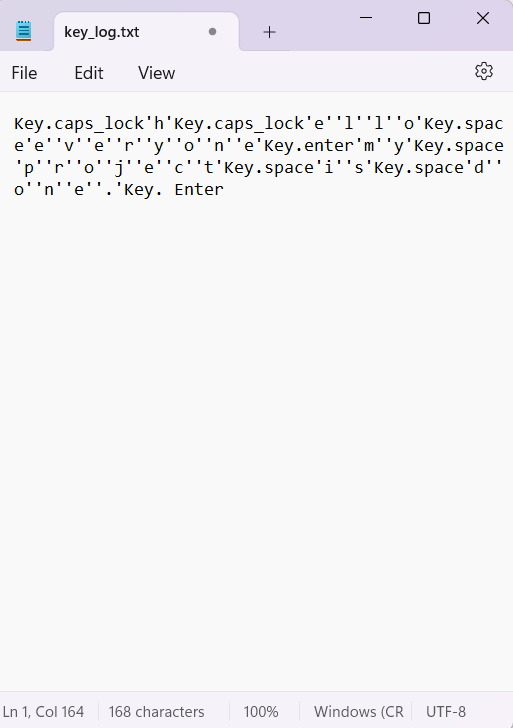 key_log.txt
File Edit View
Key.caps_lock'h'Key.caps_lock'e''l''l''o'Key.spac
e'e''v''e''r''y''o''n''e'Key.enter'm''y'Key.space
'p''r''o''j''e''c''t'Key.space'i''s'Key.space'd''
o''n''e''.'Key. Enter
Ln 1, Col 164 168 characters 100% Windows (CR UTF-8